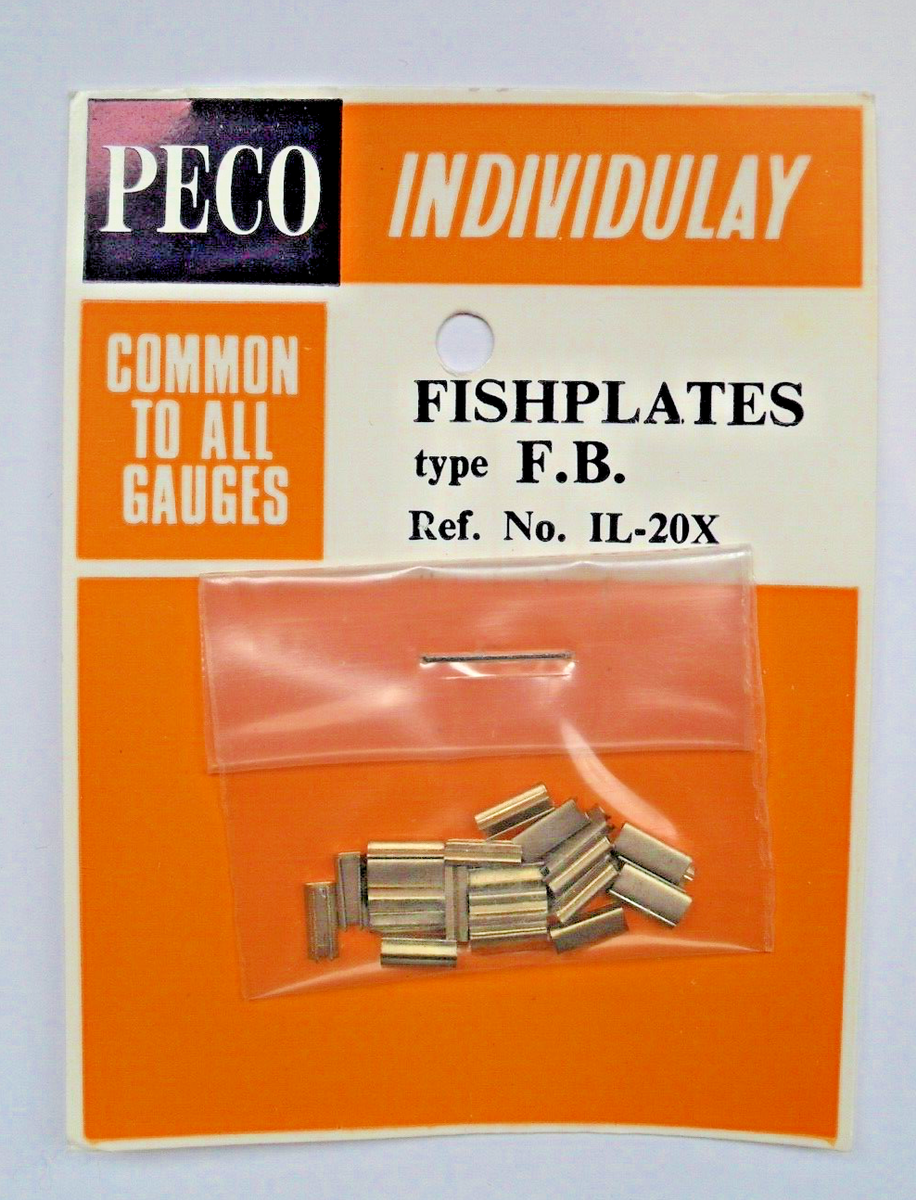 PECO
INDIVIDULAY
COMMON
TO ALL
GAUGES
FISHPLATES
type F.B.
Ref. No. IL-20X